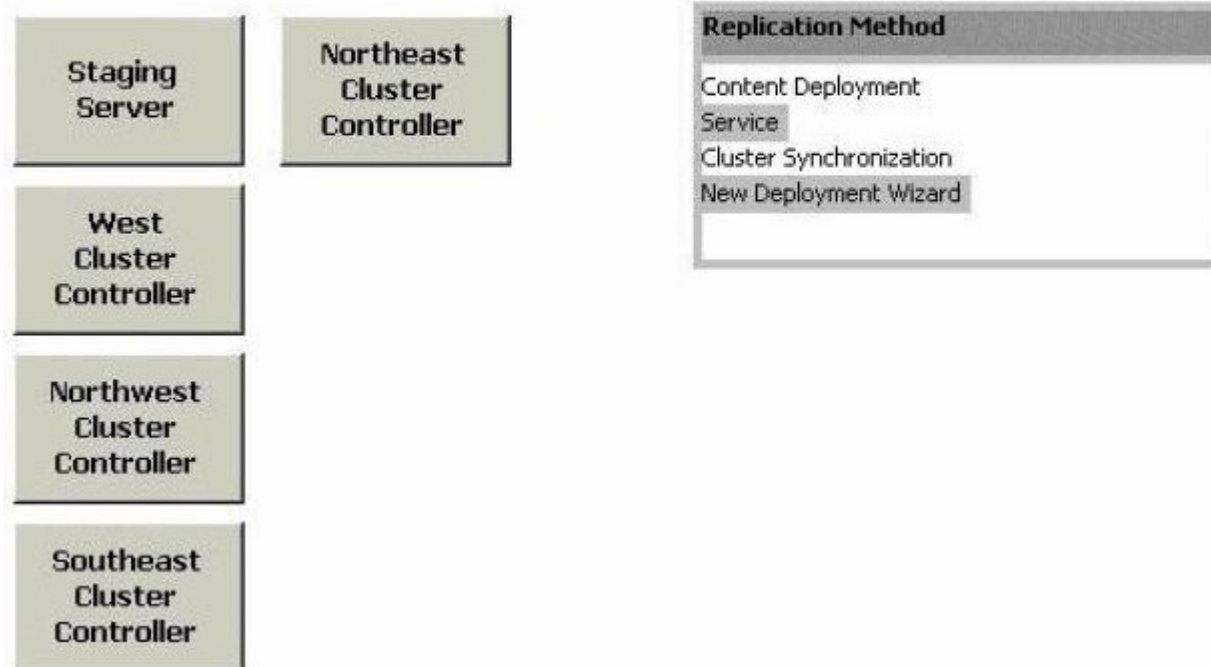 Staging
Server
Northeast
Cluster
Controller
West
Cluster
Controller
Northwest
Cluster
Controller
Southeast
Cluster
Controller
Replication Method
Content Deployment
Service
Cluster Synchronization
New Deployment Wizard